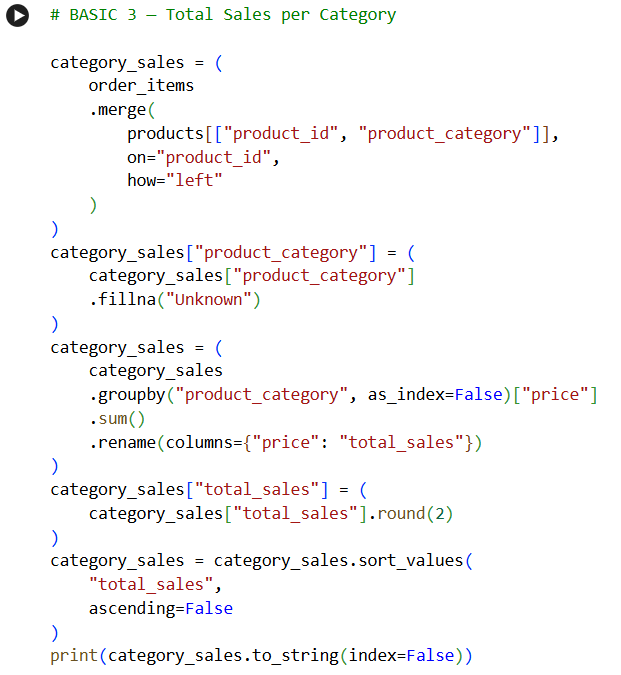 # BASIC 3 — Total Sales per Category

category_sales = (
    order_items
    .merge(
        products[["product_id", "product_category"]],
        on="product_id",
        how="left"
    )
)
category_sales["product_category"] = (
    category_sales["product_category"]
    .fillna("Unknown")
)
category_sales = (
    category_sales
    .groupby("product_category", as_index=False)["price"]
    .sum()
    .rename(columns={"price": "total_sales"})
)
category_sales["total_sales"] = (
    category_sales["total_sales"].round(2)
)
category_sales = category_sales.sort_values(
    "total_sales",
    ascending=False
)
print(category_sales.to_string(index=False))